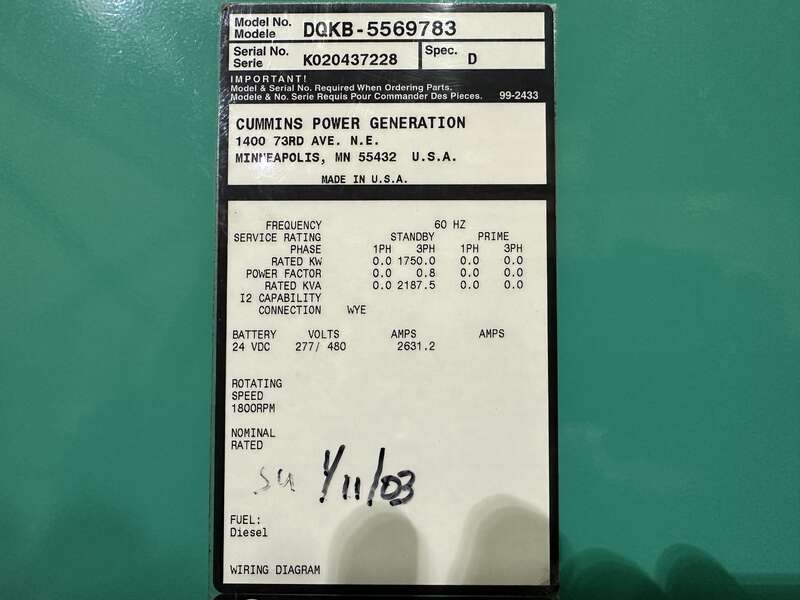 Model No. DQKB-5569783
Modele
Serial No. K020437228 Spec. D
Serie
IMPORTANT!
Model & Serial No. Required When Ordering Parts.
Modele & No. Serie Requis Pour Commander Des Pieces. 99-2433
CUMMINS POWER GENERATION
1400 73RD AVE. N.E.
MINNEAPOLIS, MN 55432 U.S.A.
MADE IN U.S.A.
FREQUENCY 60 HZ
SERVICE RATING STANDBY PRIME
PHASE 1PH 3PH 1PH 3PH
RATED KW 0.0 1750.0 0.0 0.0
POWER FACTOR 0.0 0.8 0.0 0.0
RATED KVA 0.0 2187.5 0.0 0.0
I2 CAPABILITY
CONNECTION WYE
BATTERY VOLTS AMPS AMPS
24 VDC 277/ 480 2631.2
ROTATING
SPEED
1800RPM
NOMINAL
RATED
1/11/03
FUEL:
Diesel
WIRING DIAGRAM